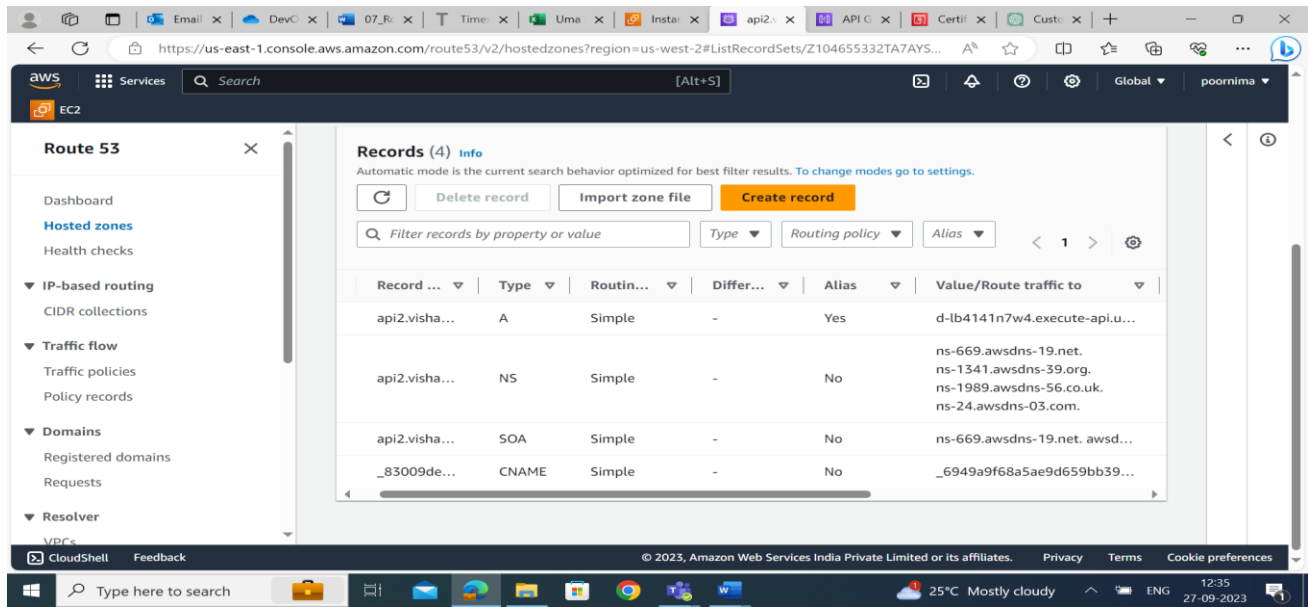 Email
DevO
07_Rc
Time
Uma
Instar
api2.v
API G
Certif
Custo
https://us-east-1.console.aws.amazon.com/route53/v2/hostedzones?region=us-west-2#ListRecordSets/Z104655332TA7AYS...
aws
Services
Search
[Alt+S]
Global
poornima
EC2
Route 53
Dashboard
Hosted zones
Health checks
IP-based routing
CIDR collections
Traffic flow
Traffic policies
Policy records
Domains
Registered domains
Requests
Resolver
VPCs
Records (4) Info
Automatic mode is the current search behavior optimized for best filter results. To change modes go to settings.
Delete record Import zone file Create record
Filter records by property or value Type Routing policy Alias 1
Record ... Type Routin... Differ... Alias Value/Route traffic to
api2.visha... A Simple - Yes d-lb4141n7w4.execute-api.u...
api2.visha... NS Simple - No ns-669.awsdns-19.net.
ns-1341.awsdns-39.org.
ns-1989.awsdns-56.co.uk.
ns-24.awsdns-03.com.
api2.visha... SOA Simple - No ns-669.awsdns-19.net. awsd...
_83009de... CNAME Simple - No _6949a9f68a5ae9d659bb39...
CloudShell Feedback © 2023, Amazon Web Services India Private Limited or its affiliates. Privacy Terms Cookie preferences
Type here to search 25°C Mostly cloudy ENG 12:35
27-09-2023